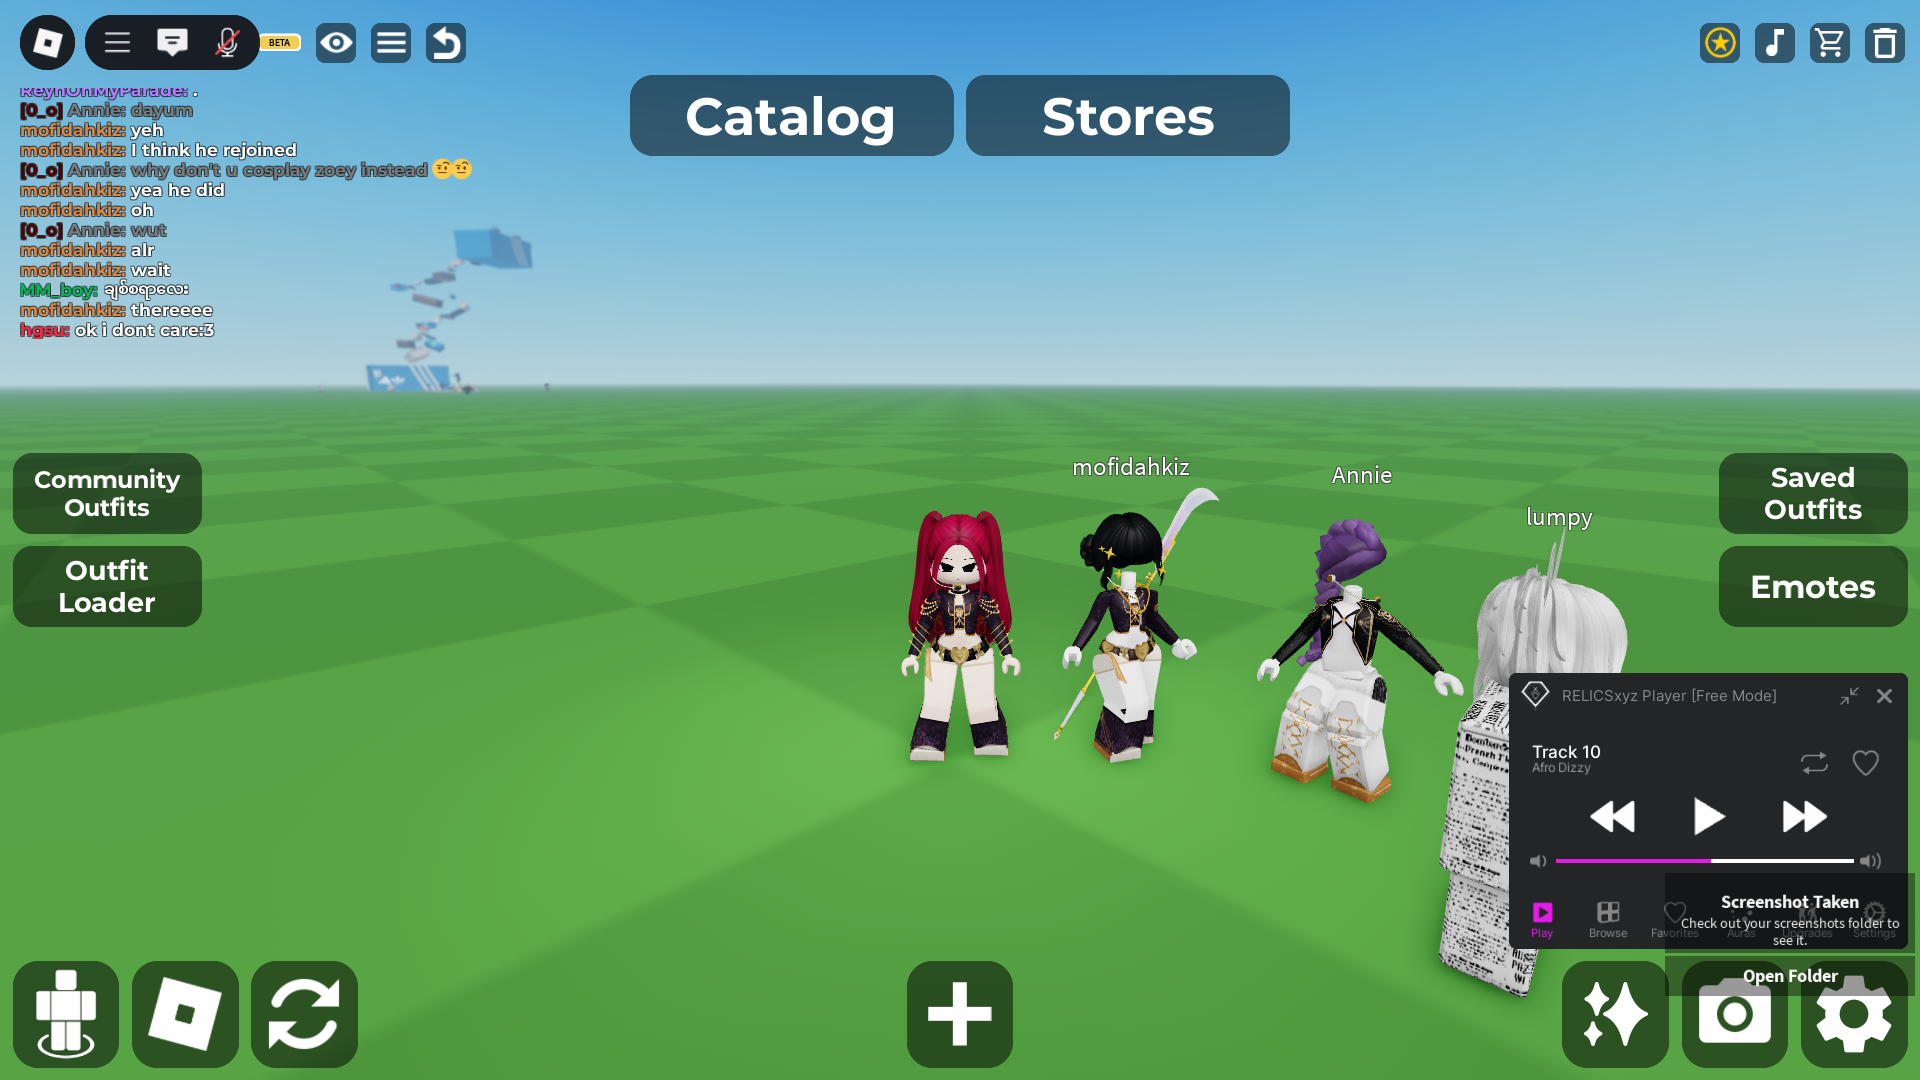 BETA
ReynOnMyParade: .
[0_o] Annie: dayum
mofidahkiz: yeh
mofidahkiz: I think he rejoined
[0_o] Annie: why don't u cosplay zoey instead 🤨🤨
mofidahkiz: yea he did
mofidahkiz: oh
[0_o] Annie: wut
mofidahkiz: alr
mofidahkiz: wait
MM_boy:
mofidahkiz: thereeee
hgsu: ok i dont care:3
Catalog
Stores
Community
Outfits
Outfit
Loader
Saved
Outfits
Emotes
mofidahkiz
Annie
lumpy
RELICSxyz Player [Free Mode]
Track 10
Afro Dizzy
Play
Browse
Favorites
Auras
Upgrades
Settings
Screenshot Taken
Check out your screenshots folder to
see it.
Open Folder